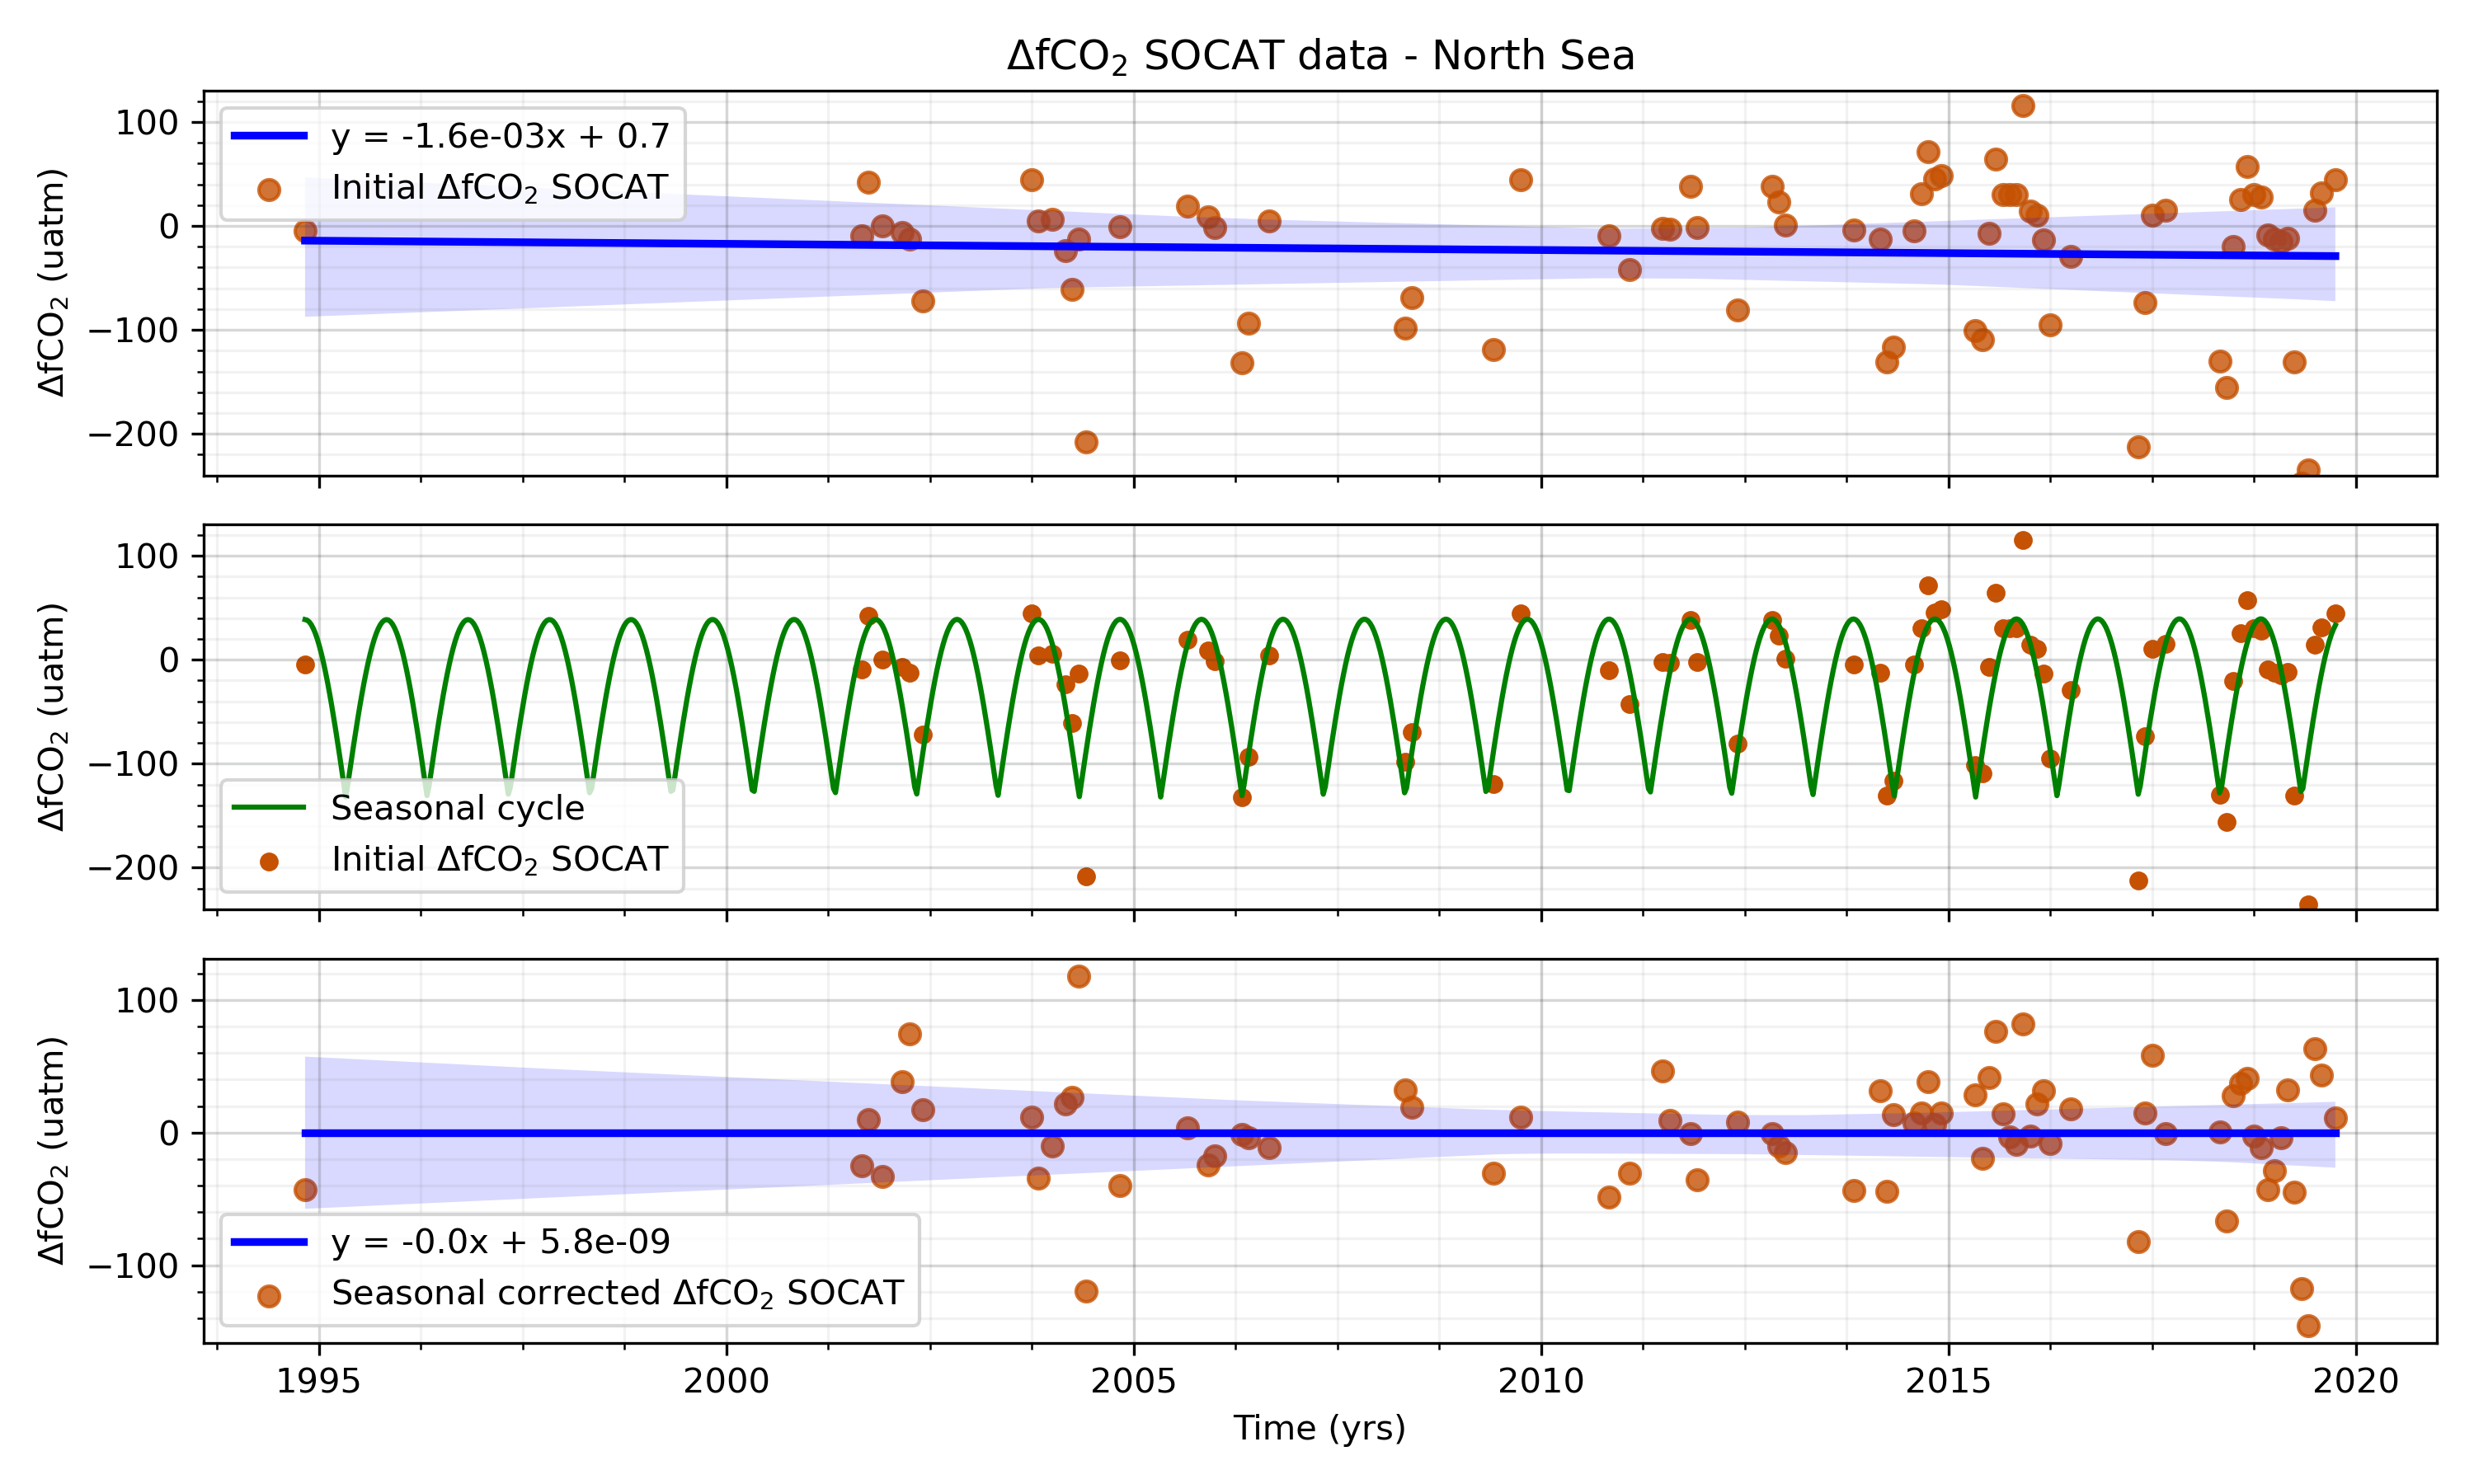 ΔfCO₂ SOCAT data - North Sea
ΔfCO₂ (uatm)
100
0
−100
−200
y = -1.6e-03x + 0.7
Initial ΔfCO₂ SOCAT
ΔfCO₂ (uatm)
100
0
−100
−200
Seasonal cycle
Initial ΔfCO₂ SOCAT
ΔfCO₂ (uatm)
100
0
−100
y = -0.0x + 5.8e-09
Seasonal corrected ΔfCO₂ SOCAT
1995 2000 2005 2010 2015 2020
Time (yrs)